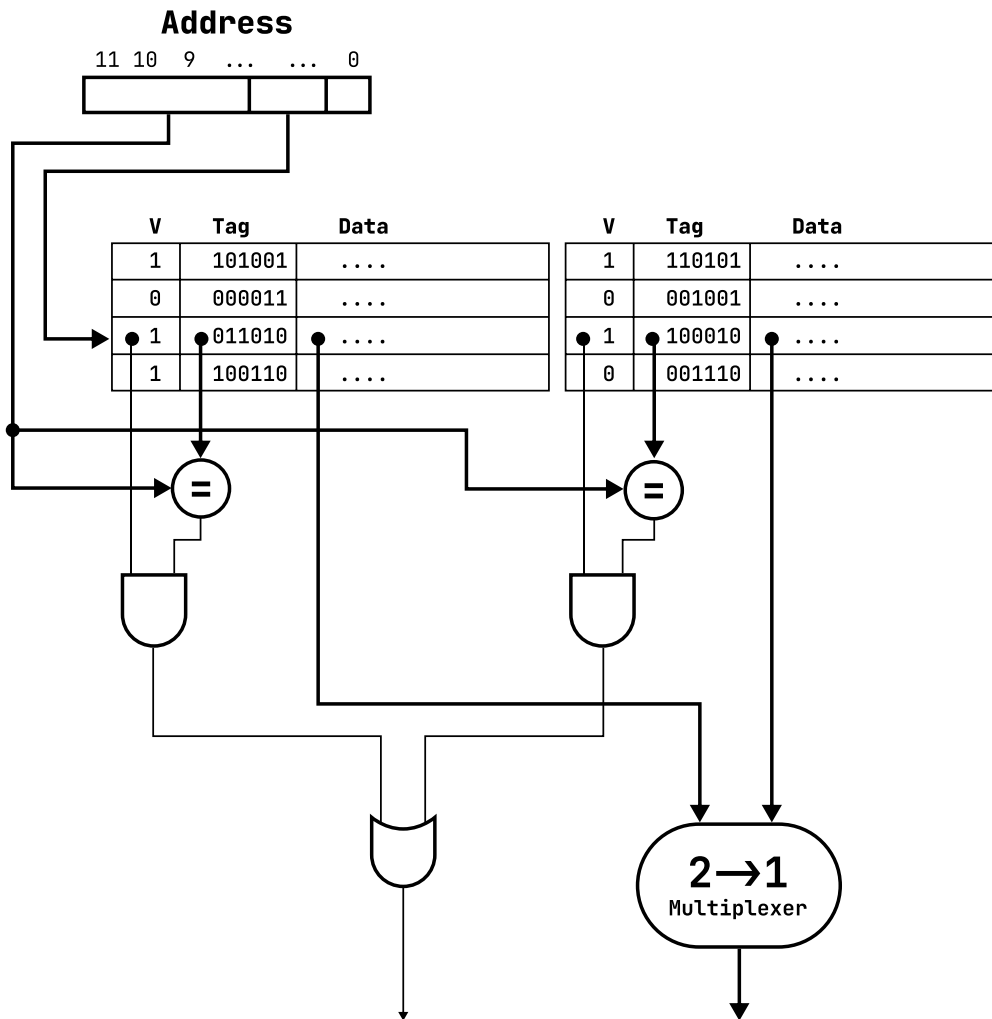 Address
11 10 9 ... ... 0
V Tag Data V Tag Data
1 101001 .... 1 110101 ....
0 000011 .... 0 001001 ....
1 011010 .... 1 100010 ....
1 100110 .... 0 001110 ....
= =
2→1
Multiplexer